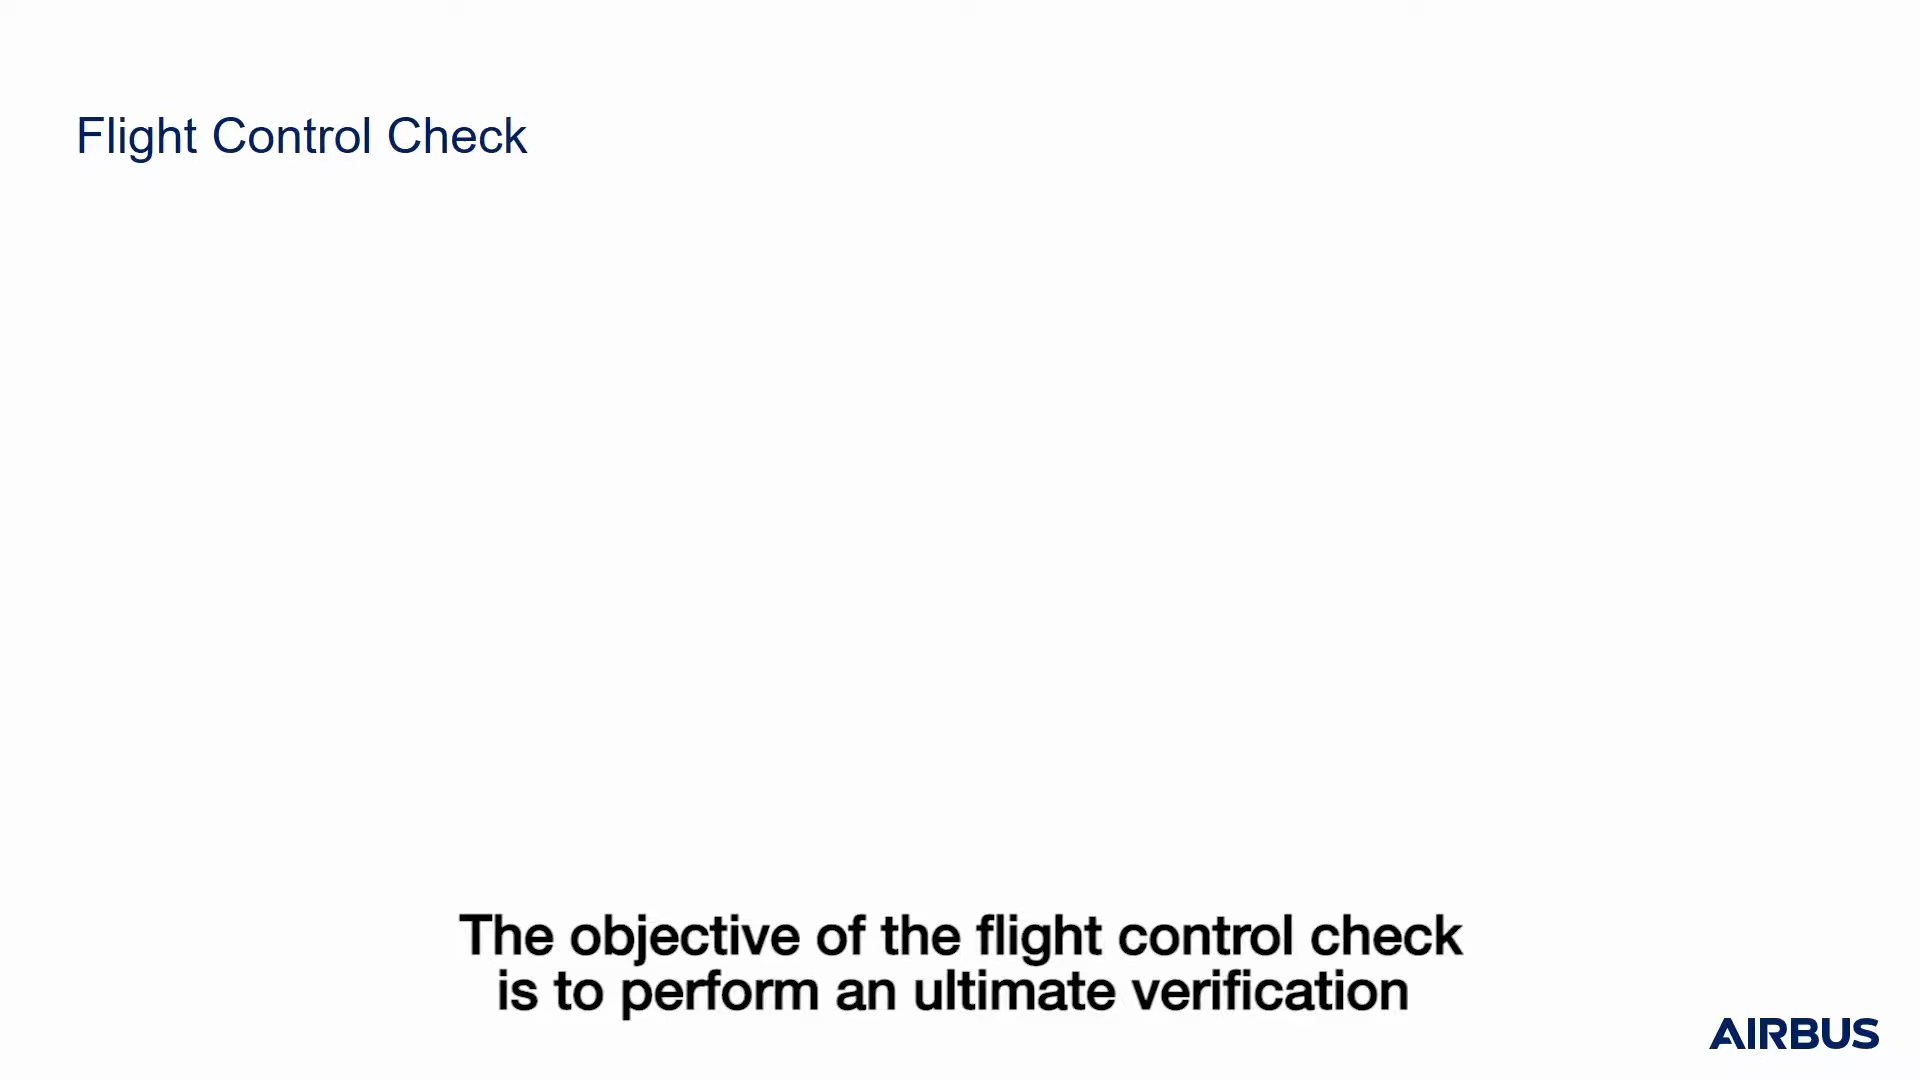 Flight Control Check
The objective of the flight control check
is to perform an ultimate verification
AIRBUS